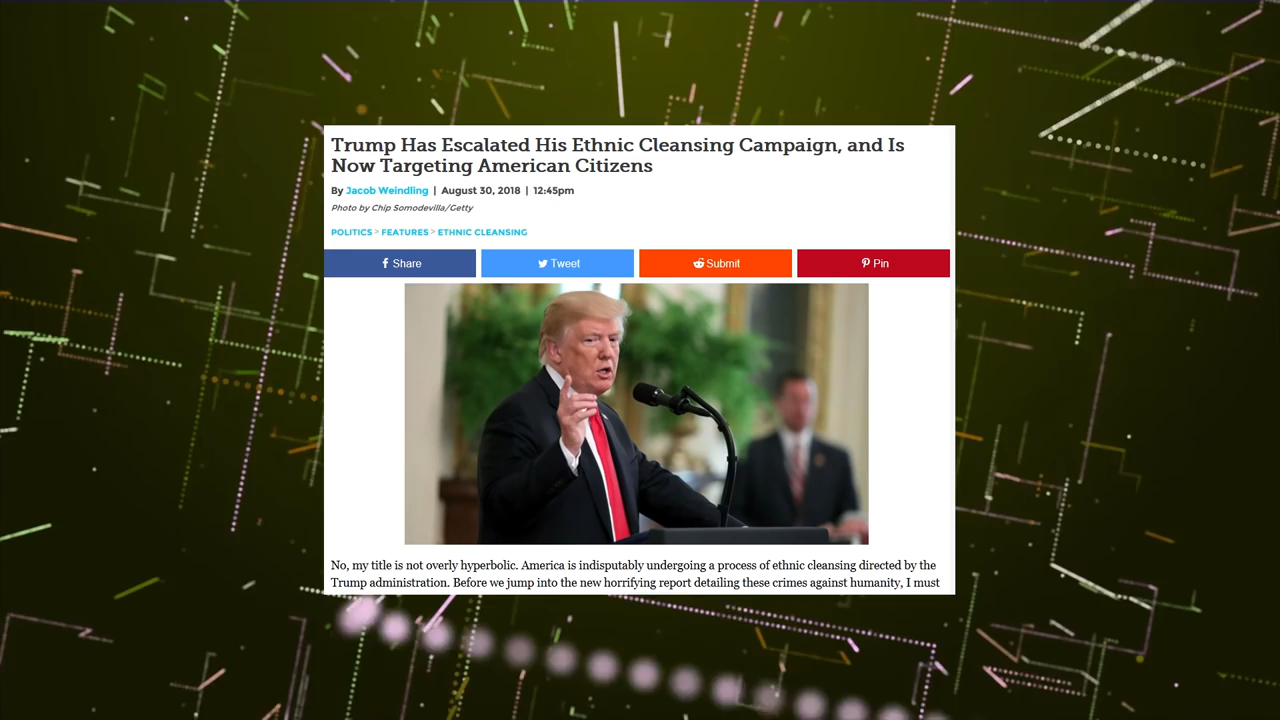 Trump Has Escalated His Ethnic Cleansing Campaign, and Is
Now Targeting American Citizens
By Jacob Weindling | August 30, 2018 | 12:45pm
Photo by Chip Somodevilla/Getty
POLITICS > FEATURES > ETHNIC CLEANSING
Share
Tweet
Submit
Pin
No, my title is not overly hyperbolic. America is indisputably undergoing a process of ethnic cleansing directed by the
Trump administration. Before we jump into the new horrifying report detailing these crimes against humanity, I must